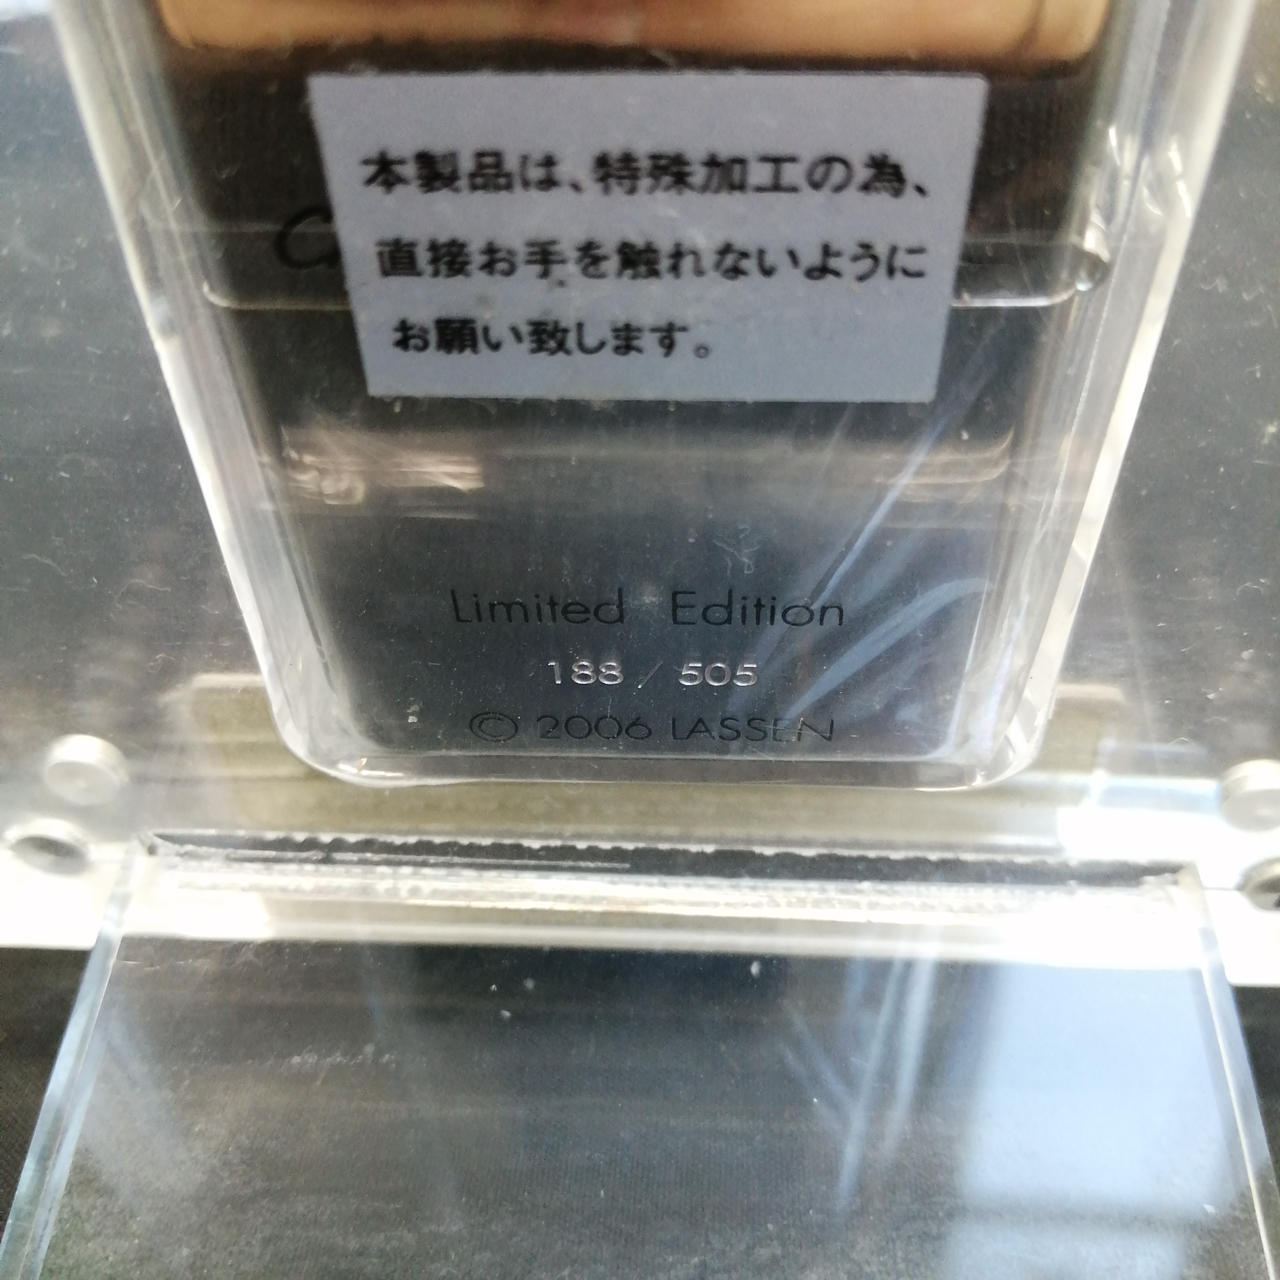 本製品は、特殊加工の為、
直接お手を触れないように
お願い致します。
Limited Edition
188 / 505
© 2006 LASSEN